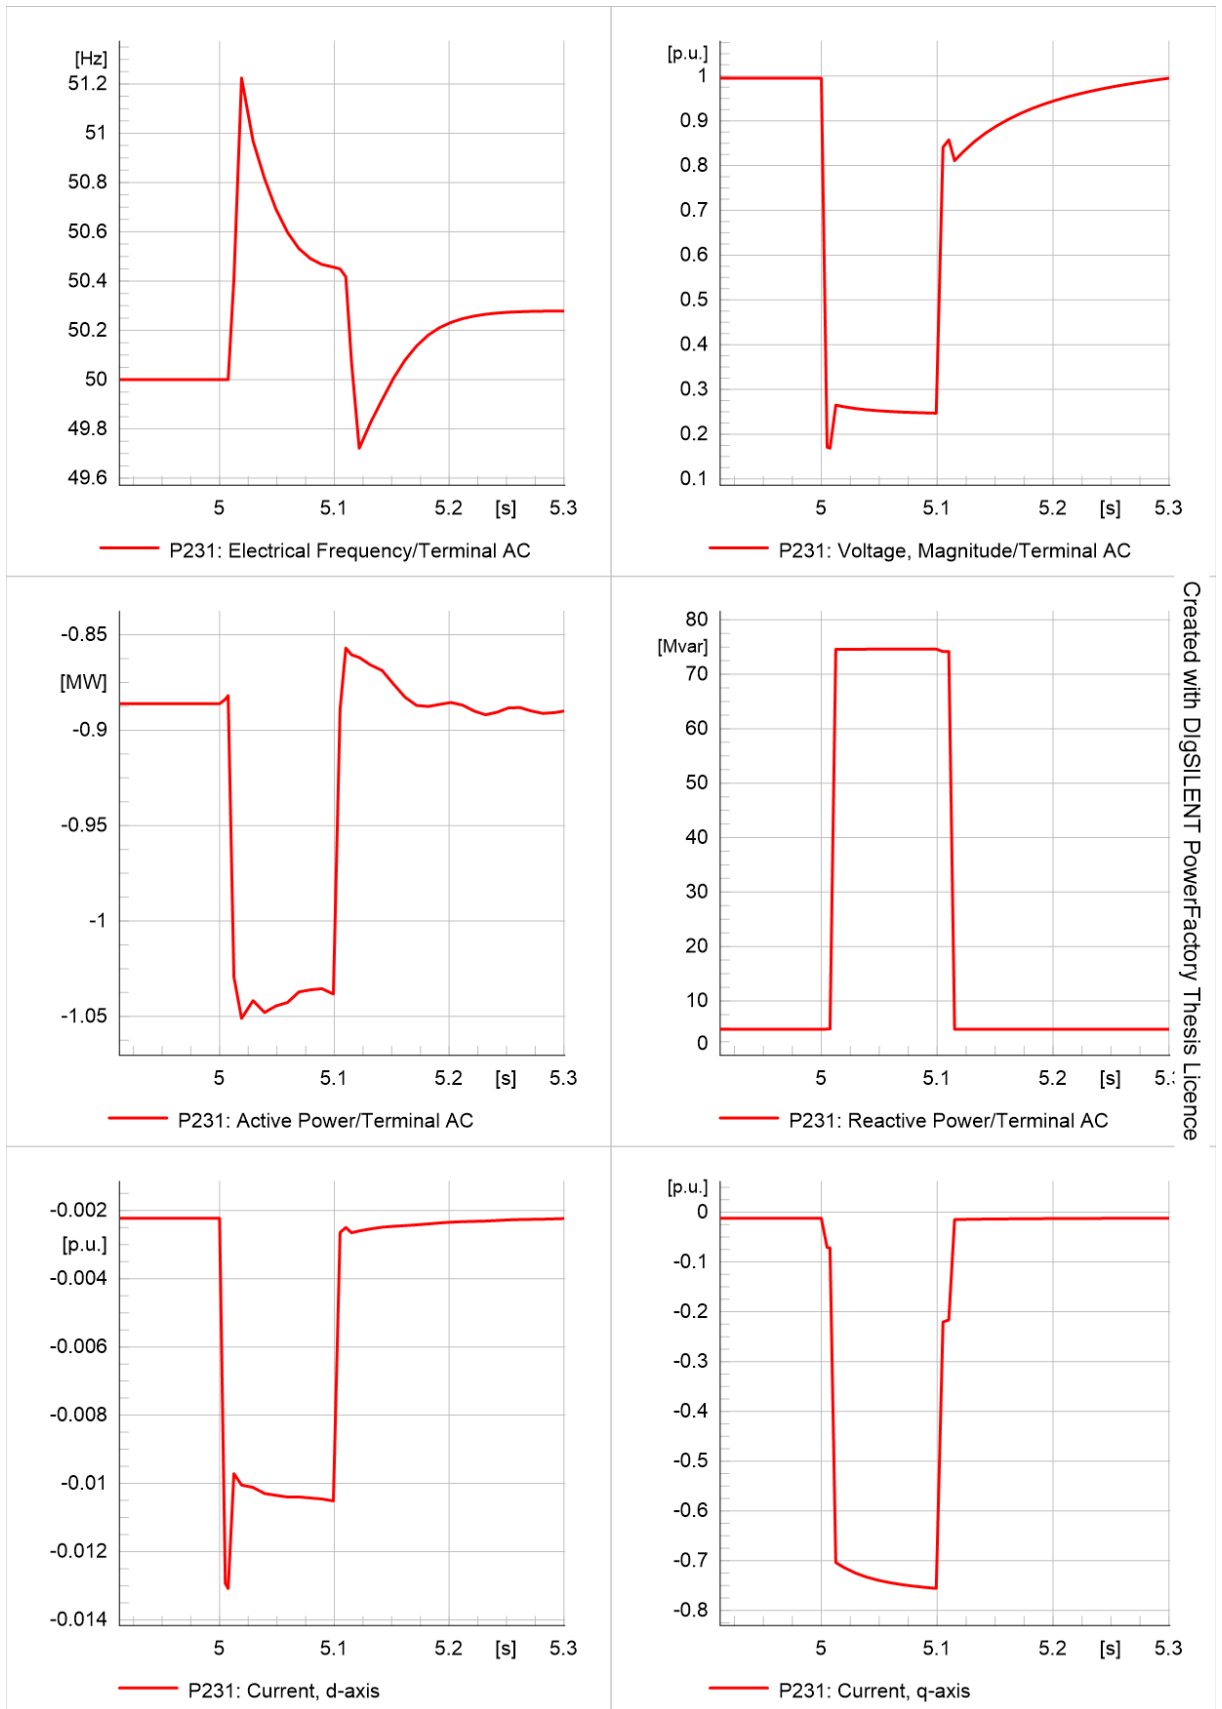 [Hz]
51.2
51
50.8
50.6
50.4
50.2
50
49.8
49.6
5 5.1 5.2 [s] 5.3
P231: Electrical Frequency/Terminal AC
[p.u.]
1
0.9
0.8
0.7
0.6
0.5
0.4
0.3
0.2
0.1
5 5.1 5.2 [s] 5.3
P231: Voltage, Magnitude/Terminal AC
-0.85
[MW]
-0.9
-0.95
-1
-1.05
5 5.1 5.2 [s] 5.3
P231: Active Power/Terminal AC
80
[Mvar]
70
60
50
40
30
20
10
0
5 5.1 5.2 [s] 5.
P231: Reactive Power/Terminal AC
Created with DIgSILENT PowerFactory Thesis Licence
-0.002
[p.u.]
-0.004
-0.006
-0.008
-0.01
-0.012
-0.014
5 5.1 5.2 [s] 5.3
P231: Current, d-axis
[p.u.]
0
-0.1
-0.2
-0.3
-0.4
-0.5
-0.6
-0.7
-0.8
5 5.1 5.2 [s] 5.3
P231: Current, q-axis